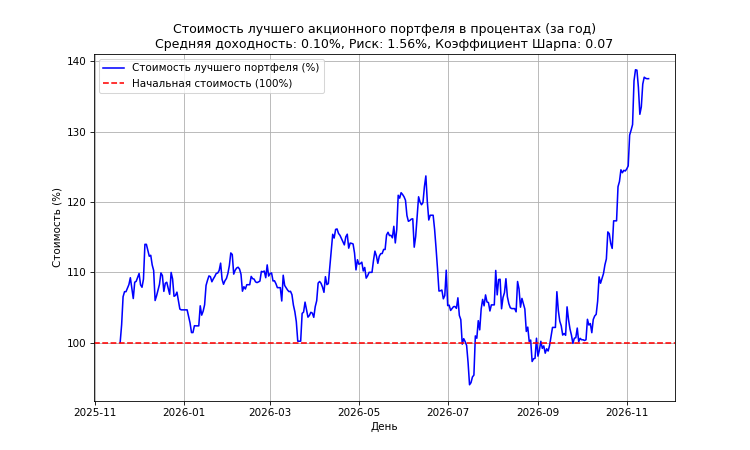 Стоимость лучшего акционного портфеля в процентах (за год)
Средняя доходность: 0.10%, Риск: 1.56%, Коэффициент Шарпа: 0.07
Стоимость лучшего портфеля (%)
Начальная стоимость (100%)
Стоимость (%)
140
130
120
110
100
2025-11
2026-01
2026-03
2026-05
2026-07
2026-09
2026-11
День